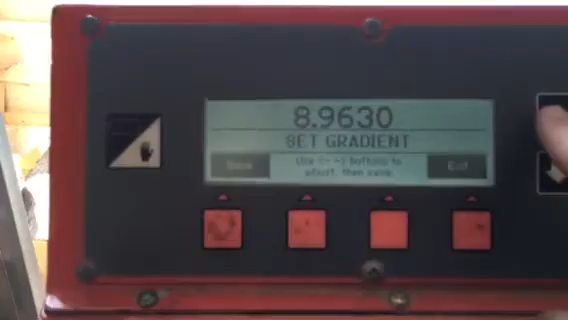 8.9630
SET GRADIENT
Save
Use (- +) buttons to
adjust, then save.
Exit